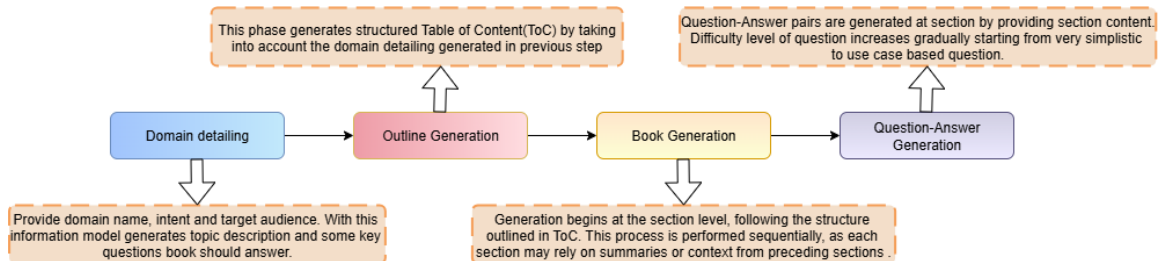 This phase generates structured Table of Content(ToC) by taking
into account the domain detailing generated in previous step
Question-Answer pairs are generated at section by providing section content.
Difficulty level of question increases gradually starting from very simplistic
to use case based question.
Domain detailing
Outline Generation
Book Generation
Question-Answer
Generation
Provide domain name, intent and target audience. With this
information model generates topic description and some key
questions book should answer.
Generation begins at the section level, following the structure
outlined in ToC. This process is performed sequentially, as each
section may rely on summaries or context from preceding sections .